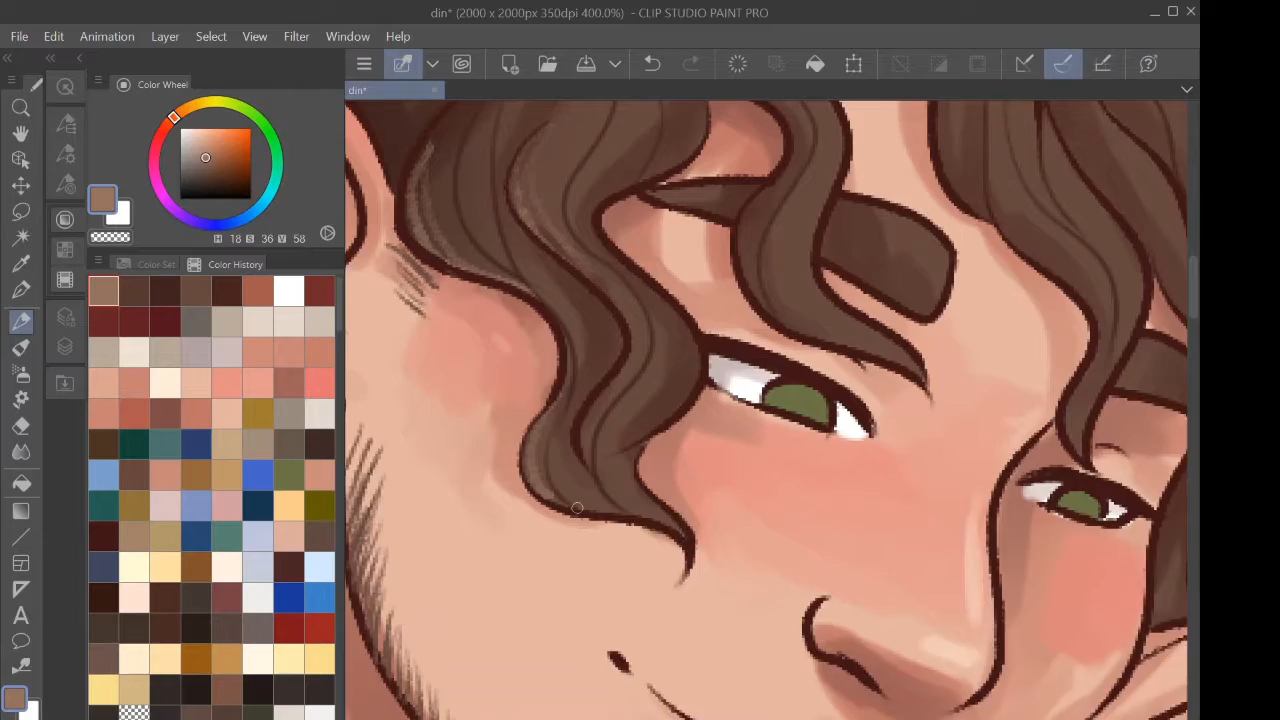 din* (2000 x 2000px 350dpi 400.0%) - CLIP STUDIO PAINT PRO
File Edit Animation Layer Select View Filter Window Help
din*
Color Wheel
H 18 S 36 V 58
Color Set Color History